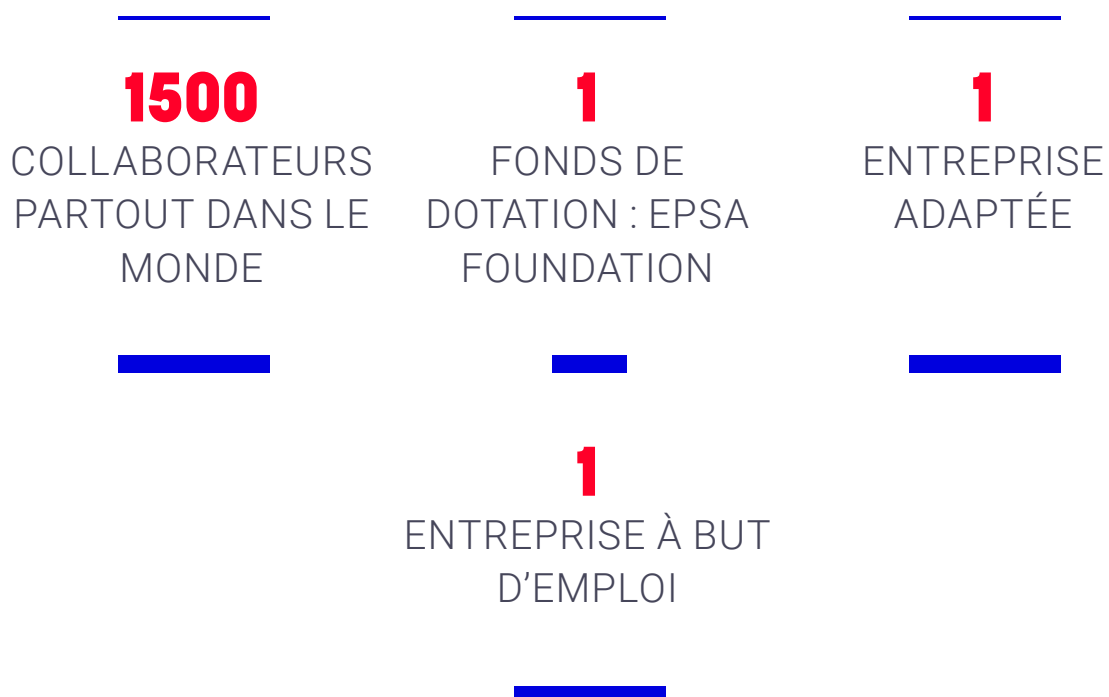 1500
COLLABORATEURS
PARTOUT DANS LE
MONDE
1
FONDS DE
DOTATION : EPSA
FOUNDATION
1
ENTREPRISE
ADAPTÉE
1
ENTREPRISE À BUT
D’EMPLOI